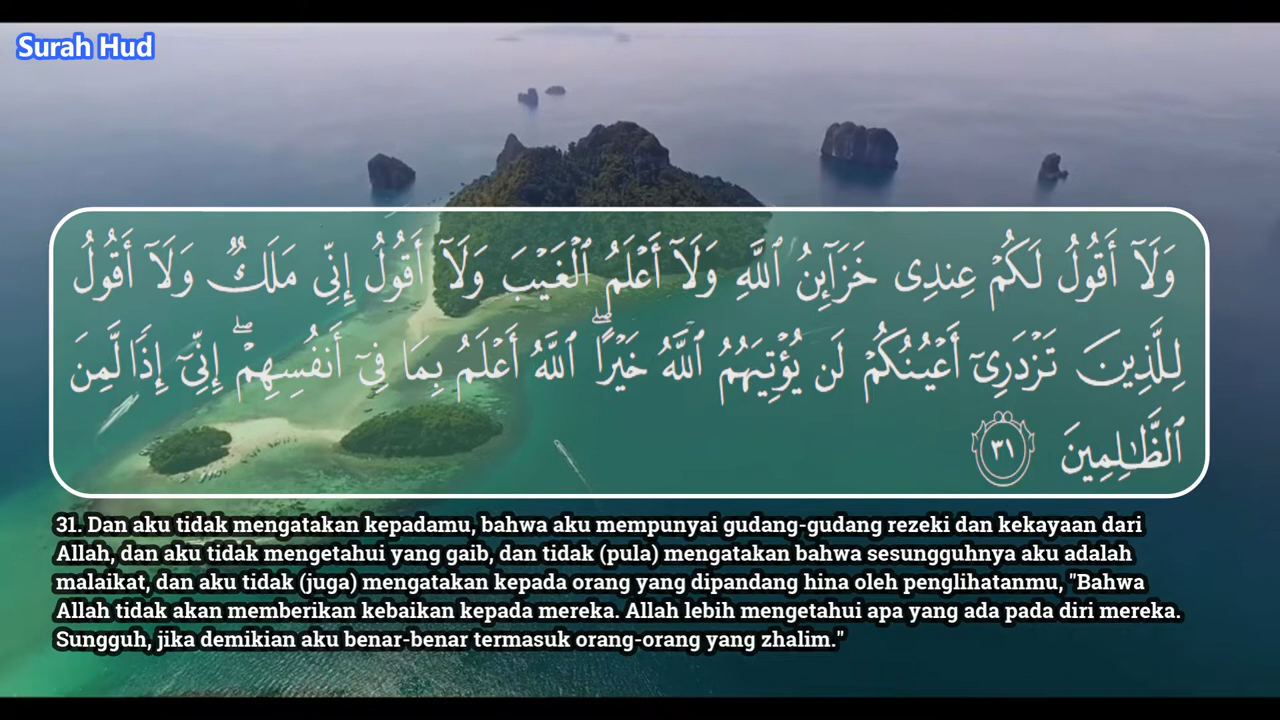 Surah Hud
وَلَآ أَقُولُ لَكُمْ عِندِى خَزَآئِنُ ٱللَّهِ وَلَآ أَعْلَمُ ٱلْغَيْبَ وَلَآ أَقُولُ إِنِّى مَلَكٌ وَلَآ أَقُولُ
لِلَّذِينَ تَزْدَرِىٓ أَعْيُنُكُمْ لَن يُؤْتِيَهُمُ ٱللَّهُ خَيْرًا ۖ ٱللَّهُ أَعْلَمُ بِمَا فِىٓ أَنفُسِهِمْ ۖ إِنِّىٓ إِذًا لَّمِنَ
ٱلظَّـٰلِمِينَ ٣١
31. Dan aku tidak mengatakan kepadamu, bahwa aku mempunyai gudang-gudang rezeki dan kekayaan dari
Allah, dan aku tidak mengetahui yang gaib, dan tidak (pula) mengatakan bahwa sesungguhnya aku adalah
malaikat, dan aku tidak (juga) mengatakan kepada orang yang dipandang hina oleh penglihatanmu, "Bahwa
Allah tidak akan memberikan kebaikan kepada mereka. Allah lebih mengetahui apa yang ada pada diri mereka.
Sungguh, jika demikian aku benar-benar termasuk orang-orang yang zhalim."